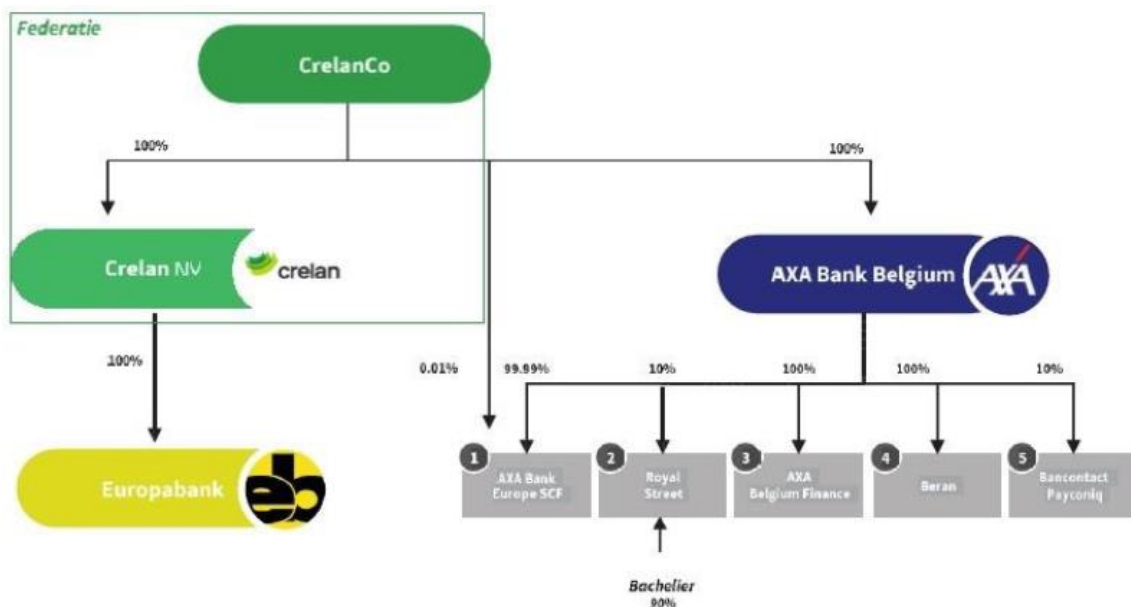 Federatie
CrelanCo
100%
100%
Crelan NV
crelan
AXA Bank Belgium
AXA
100%
0.01%
99.99%
10%
100%
100%
10%
Europabank
eb
1
AXA Bank
Europe SCF
2
Royal
Street
3
AXA
Belgium Finance
4
Beran
5
Bancontact
Payconiq
Bachelier
90%